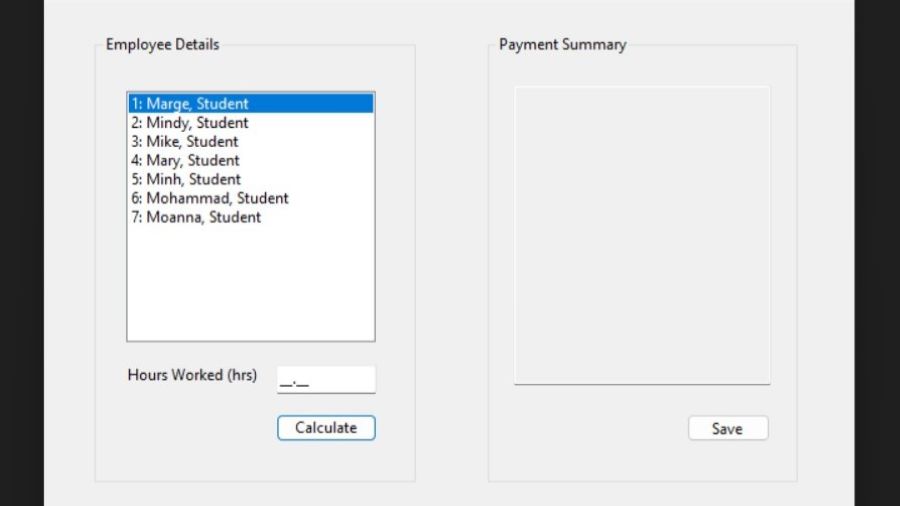 Employee Details
1: Marge, Student
2: Mindy, Student
3: Mike, Student
4: Mary, Student
5: Minh, Student
6: Mohammad, Student
7: Moanna, Student
Hours Worked (hrs) __.__
Calculate
Payment Summary
Save